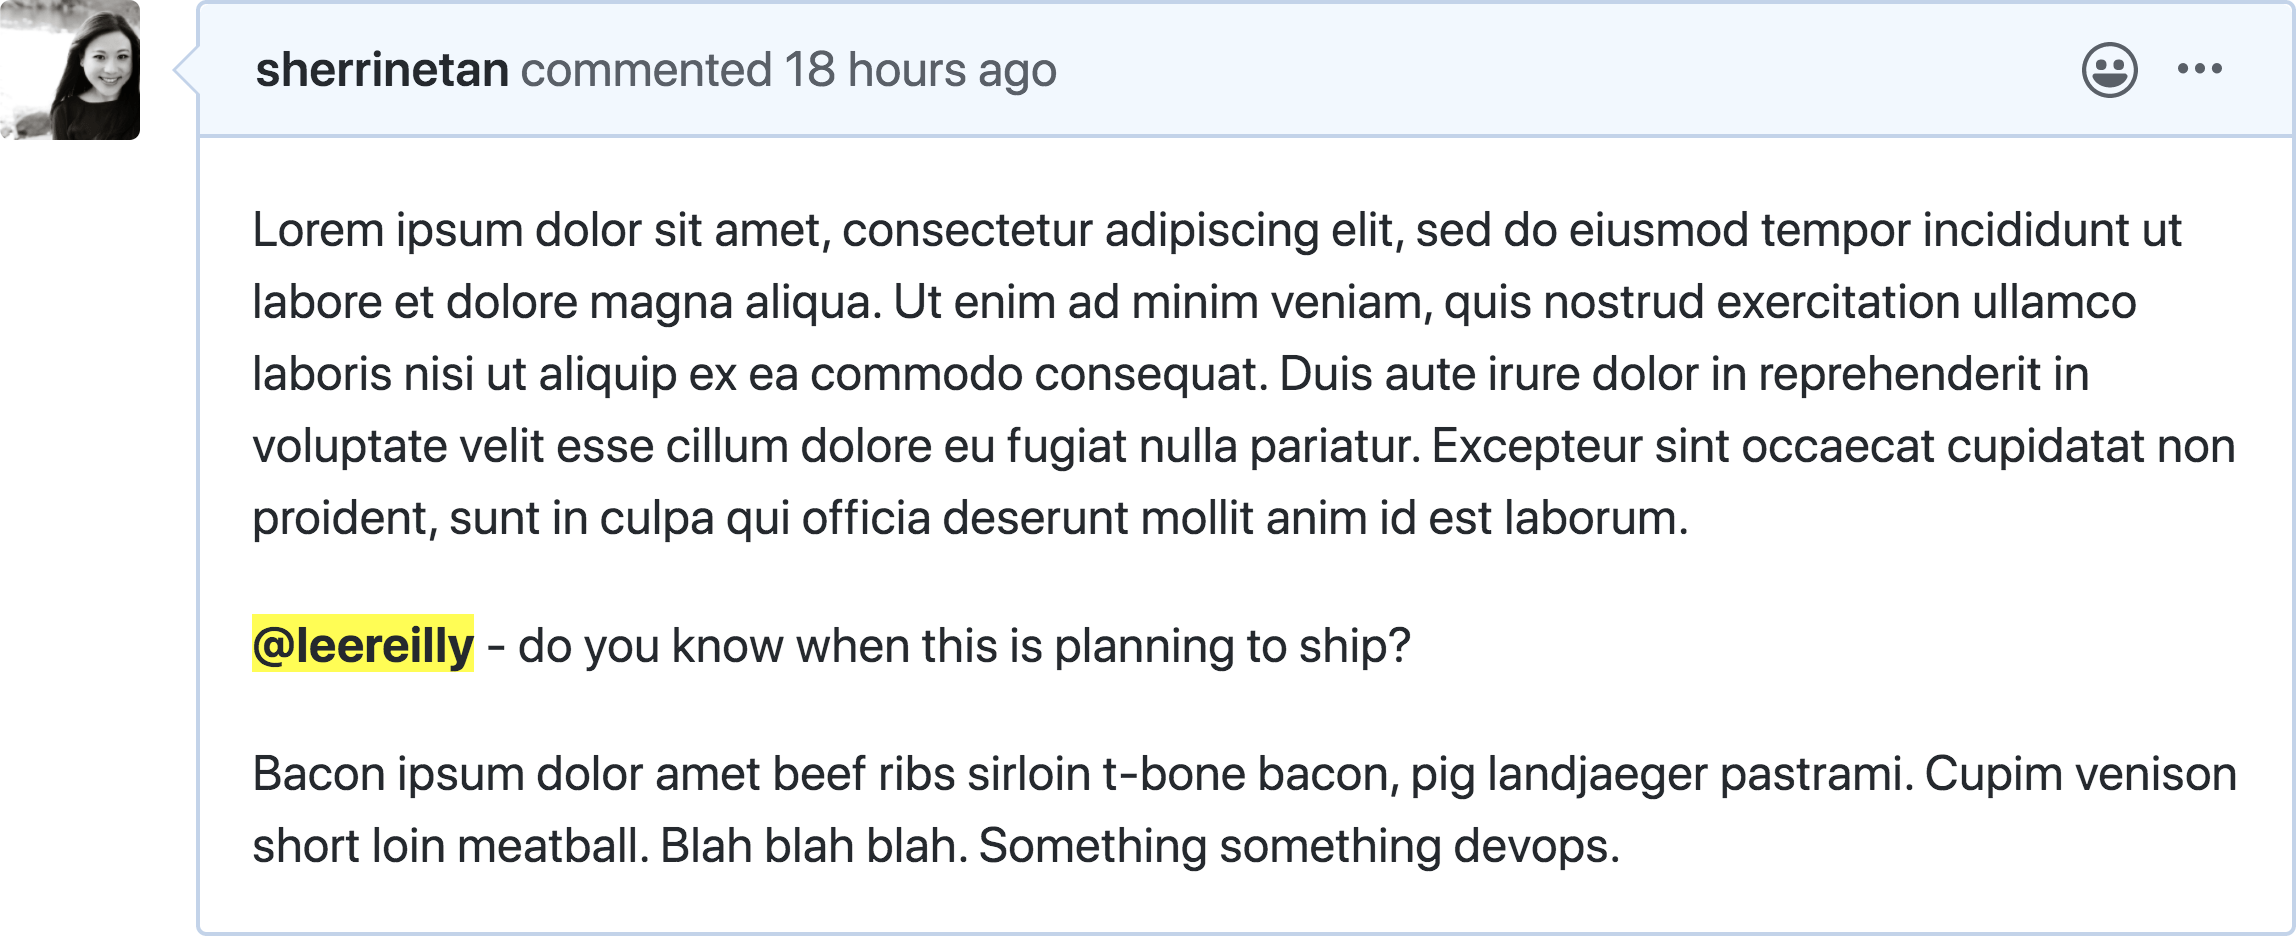 sherrinetan commented 18 hours ago
Lorem ipsum dolor sit amet, consectetur adipiscing elit, sed do eiusmod tempor incididunt ut
labore et dolore magna aliqua. Ut enim ad minim veniam, quis nostrud exercitation ullamco
laboris nisi ut aliquip ex ea commodo consequat. Duis aute irure dolor in reprehenderit in
voluptate velit esse cillum dolore eu fugiat nulla pariatur. Excepteur sint occaecat cupidatat non
proident, sunt in culpa qui officia deserunt mollit anim id est laborum.
@leereilly - do you know when this is planning to ship?
Bacon ipsum dolor amet beef ribs sirloin t-bone bacon, pig landjaeger pastrami. Cupim venison
short loin meatball. Blah blah blah. Something something devops.